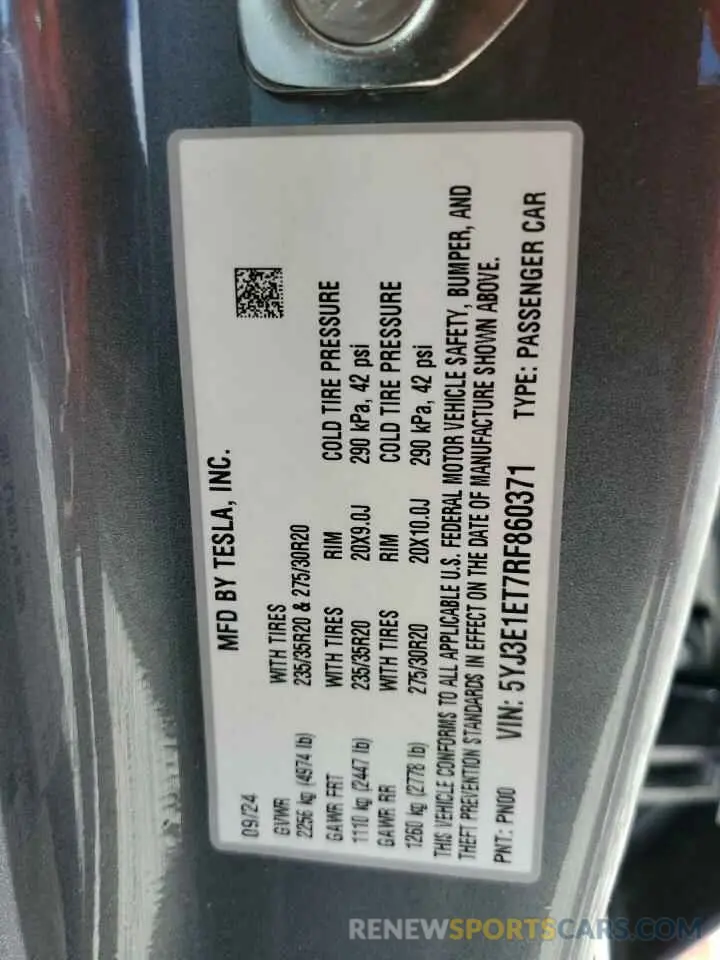 MFD BY TESLA, INC.
09/24
GVWR WITH TIRES
2256 kg (4974 lb) 235/35R20 & 275/30R20
GAWR FRT WITH TIRES RIM COLD TIRE PRESSURE
1110 kg (2447 lb) 235/35R20 20X9.0J 290 kPa, 42 psi
GAWR RR WITH TIRES RIM COLD TIRE PRESSURE
1260 kg (2778 lb) 275/30R20 20X10.0J 290 kPa, 42 psi
THIS VEHICLE CONFORMS TO ALL APPLICABLE U.S. FEDERAL MOTOR VEHICLE SAFETY, BUMPER, AND
THEFT PREVENTION STANDARDS IN EFFECT ON THE DATE OF MANUFACTURE SHOWN ABOVE.
PNT: PN00 VIN: 5YJ3E1ET7RF860371 TYPE: PASSENGER CAR
RENEWSPORTSCARS.COM